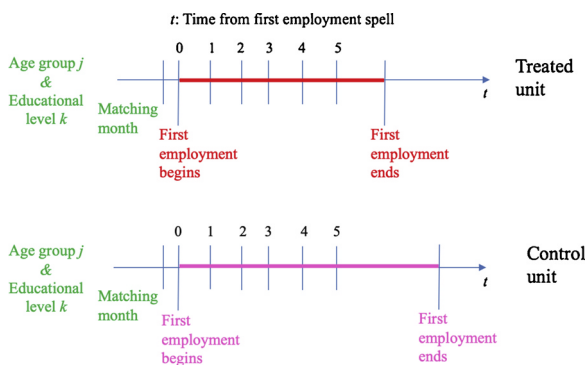 t: Time from first employment spell
0 1 2 3 4 5
Age group j
&
Educational
level k
Matching
month
First
employment
begins
First
employment
ends
t
Treated
unit
0 1 2 3 4 5
Age group j
&
Educational
level k
Matching
month
First
employment
begins
First
employment
ends
t
Control
unit